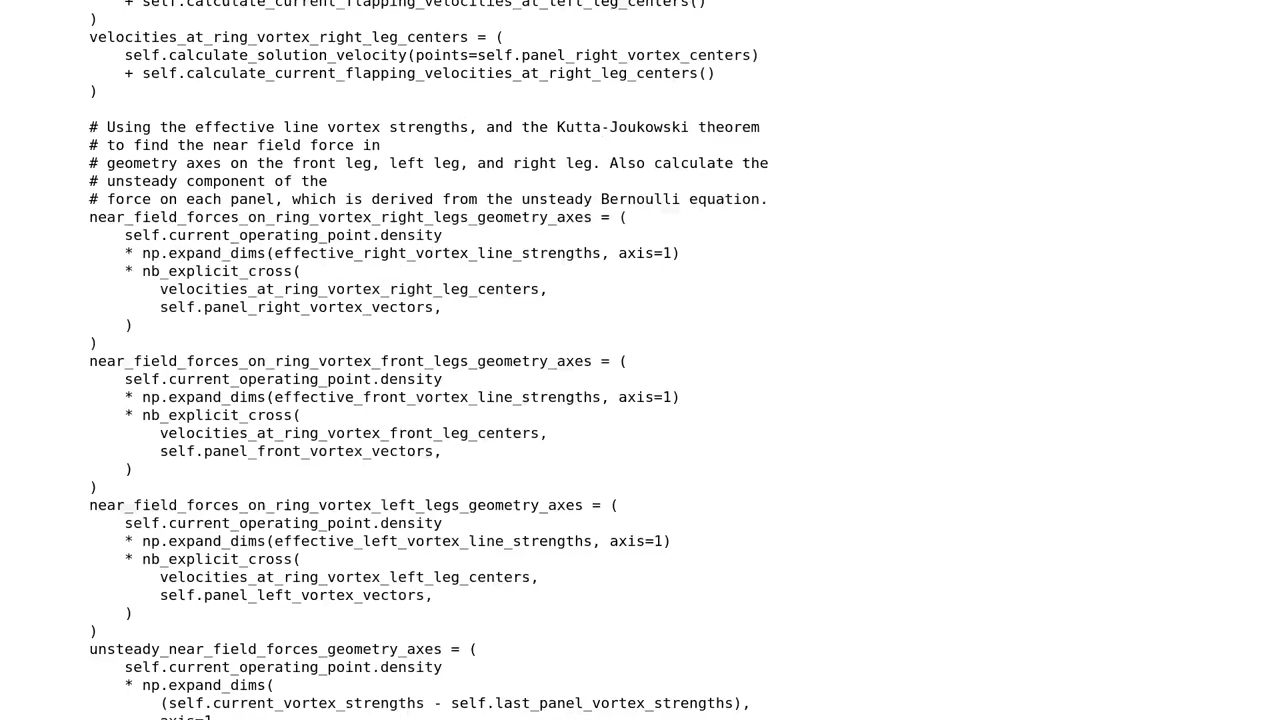 + self.calculate_current_flapping_velocities_at_left_leg_centers()
        )
        velocities_at_ring_vortex_right_leg_centers = (
            self.calculate_solution_velocity(points=self.panel_right_vortex_centers)
            + self.calculate_current_flapping_velocities_at_right_leg_centers()
        )

        # Using the effective line vortex strengths, and the Kutta-Joukowski theorem
        # to find the near field force in
        # geometry axes on the front leg, left leg, and right leg. Also calculate the
        # unsteady component of the
        # force on each panel, which is derived from the unsteady Bernoulli equation.
        near_field_forces_on_ring_vortex_right_legs_geometry_axes = (
            self.current_operating_point.density
            * np.expand_dims(effective_right_vortex_line_strengths, axis=1)
            * nb_explicit_cross(
                velocities_at_ring_vortex_right_leg_centers,
                self.panel_right_vortex_vectors,
            )
        )
        near_field_forces_on_ring_vortex_front_legs_geometry_axes = (
            self.current_operating_point.density
            * np.expand_dims(effective_front_vortex_line_strengths, axis=1)
            * nb_explicit_cross(
                velocities_at_ring_vortex_front_leg_centers,
                self.panel_front_vortex_vectors,
            )
        )
        near_field_forces_on_ring_vortex_left_legs_geometry_axes = (
            self.current_operating_point.density
            * np.expand_dims(effective_left_vortex_line_strengths, axis=1)
            * nb_explicit_cross(
                velocities_at_ring_vortex_left_leg_centers,
                self.panel_left_vortex_vectors,
            )
        )
        unsteady_near_field_forces_geometry_axes = (
            self.current_operating_point.density
            * np.expand_dims(
                (self.current_vortex_strengths - self.last_panel_vortex_strengths),
                axis=1